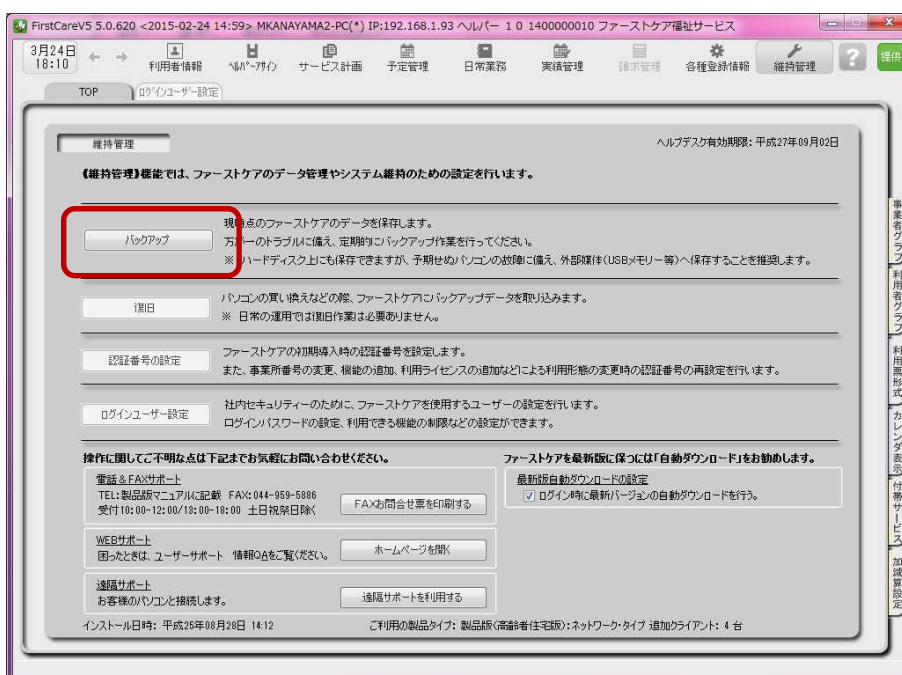 FirstCareV5 5.0.620 <2015-02-24 14:59> MKANAYAMA2-PC(*) IP:192.168.1.93 ヘルパー 1 0 1400000010 ファーストケア福祉サービス
3月24日
18:10
利用者情報
ヘルパーアサイン
サービス計画
予定管理
日常業務
実績管理
請求管理
各種登録情報
維持管理
?
提供
TOP
ログインユーザー設定
維持管理
ヘルプデスク有効期限：平成27年09月02日
《維持管理》機能では、ファーストケアのデータ管理やシステム維持のための設定を行います。
バックアップ
現時点のファーストケアのデータを保存します。
万が一のトラブルに備え、定期的にバックアップ作業を行ってください。
※ ハードディスク上にも保存できますが、予期せぬパソコンの故障に備え、外部媒体（USBメモリー等）へ保存することを推奨します。
復旧
パソコンの買い換えなどの際、ファーストケアにバックアップデータを取り込みます。
※ 日常の運用では復旧作業は必要ありません。
認証番号の設定
ファーストケアの初期導入時の認証番号を設定します。
また、事業所番号の変更、機能の追加、利用ライセンスの追加などによる利用形態の変更時の認証番号の再設定を行います。
ログインユーザー設定
社内セキュリティーのために、ファーストケアを使用するユーザーの設定を行います。
ログインパスワードの設定、利用できる機能の制限などの設定ができます。
操作に関してご不明な点は下記までお気軽にお問い合わせください。
電話＆FAXサポート
TEL：製品版マニュアルに記載 FAX：044-959-5886
受付10:00-12:00/13:00-18:00 土日祝祭日除く
FAXお問合せ票を印刷する
WEBサポート
困ったときは、ユーザーサポート 情報QAをご覧ください。
ホームページを開く
遠隔サポート
お客様のパソコンと接続します。
遠隔サポートを利用する
ファーストケアを最新版に保つには「自動ダウンロード」をお勧めします。
最新版自動ダウンロードの設定
ログイン時に最新バージョンの自動ダウンロードを行う。
インストール日時：平成25年08月28日 14:12
ご利用の製品タイプ：製品版（高齢者住宅版）：ネットワーク・タイプ 追加クライアント：4 台
事業者グラフ
利用者グラフ
利用票形式
カレンダ表示
付帯サービス
加減算設定